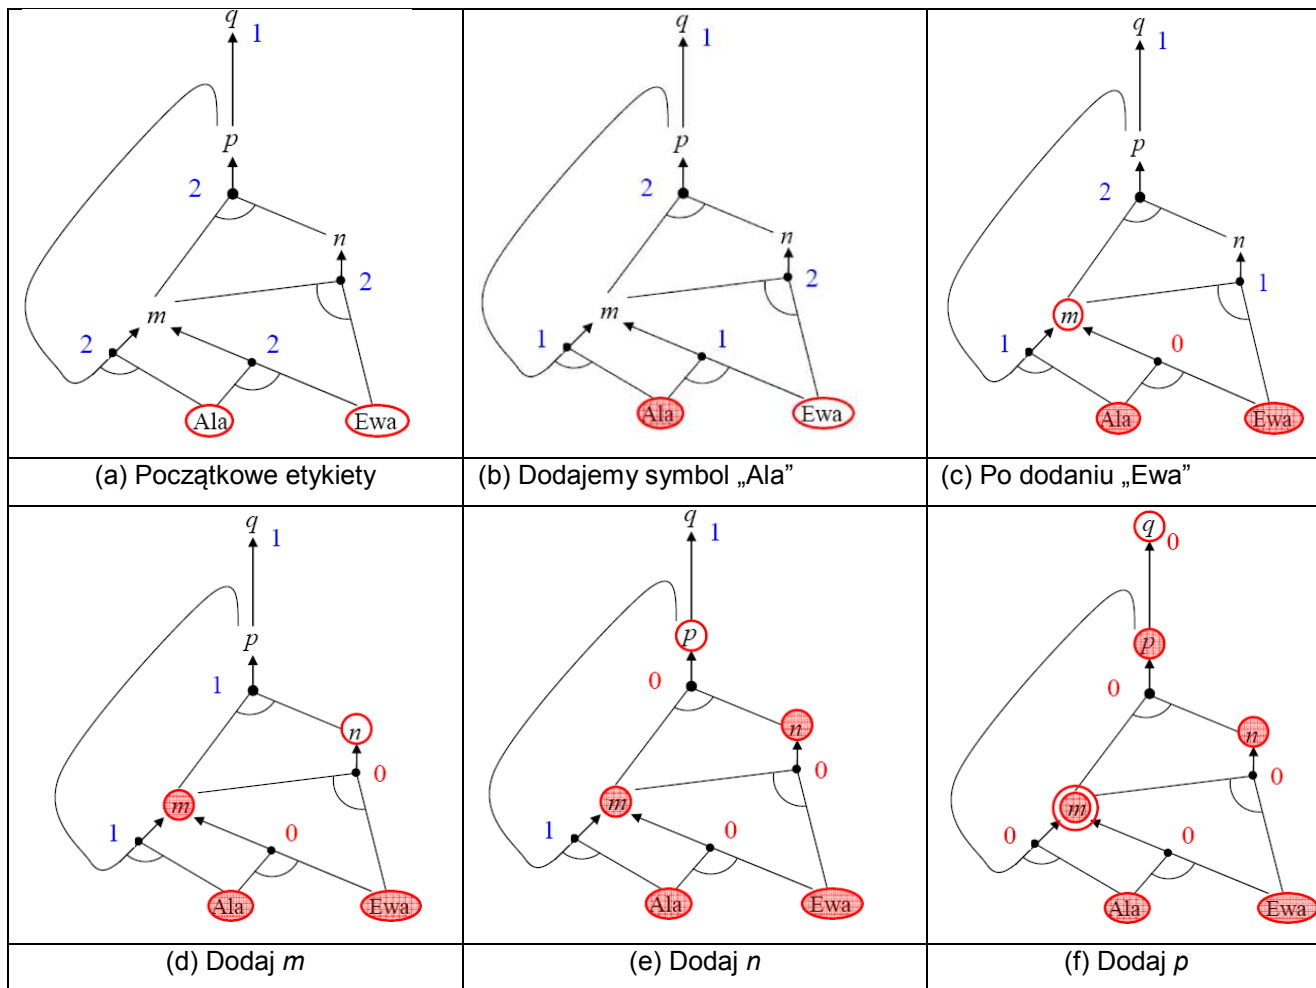 q
1
p
2
n
2
m
2
2
Ala
Ewa
(a) Początkowe etykiety
q
1
p
2
n
2
m
1
1
Ala
Ewa
(b) Dodajemy symbol „Ala”
q
1
p
2
n
1
m
1
0
Ala
Ewa
(c) Po dodaniu „Ewa”
q
1
p
1
n
0
m
1
0
Ala
Ewa
(d) Dodaj m
q
1
p
0
n
0
m
1
0
Ala
Ewa
(e) Dodaj n
q
0
p
0
n
0
m
0
0
Ala
Ewa
(f) Dodaj p